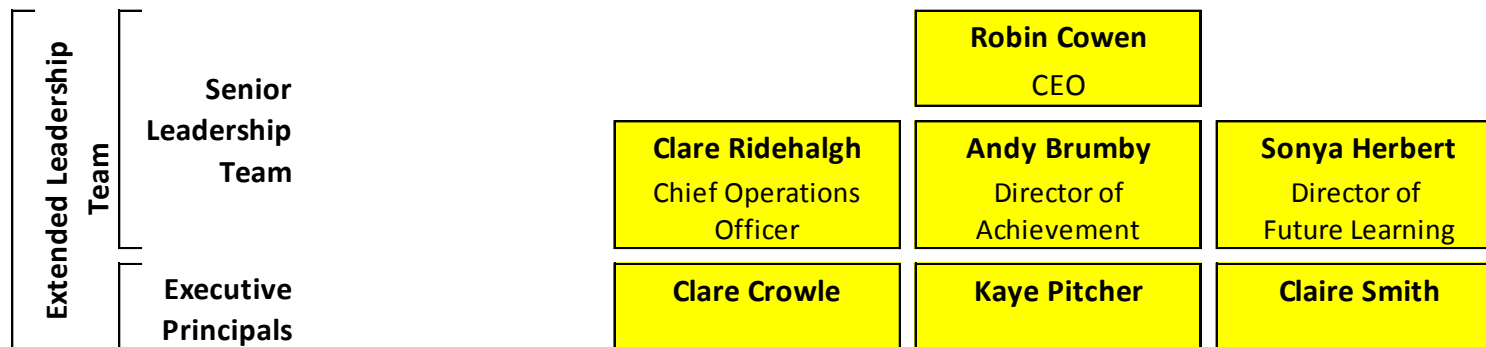 Extended Leadership
Team
Senior
Leadership
Team
Robin Cowen
CEO
Clare Ridehalgh
Chief Operations
Officer
Andy Brumby
Director of
Achievement
Sonya Herbert
Director of
Future Learning
Executive
Principals
Clare Crowle
Kaye Pitcher
Claire Smith